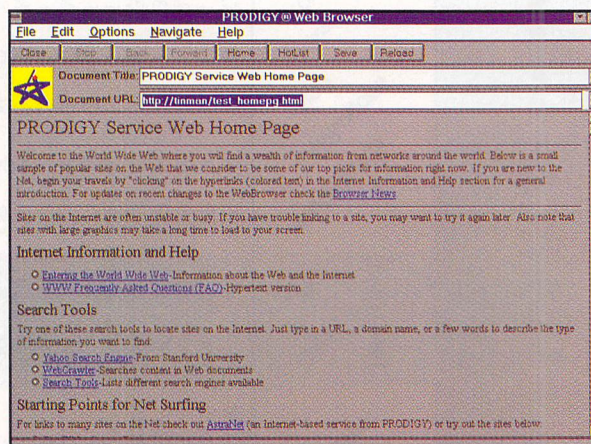 PRODIGY ® Web Browser
File Edit Options Navigate Help
Close Stop Back Forward Home HotList Save Reload
Document Title: PRODIGY Service Web Home Page
Document URL: http://tinman/test_homepg.html
PRODIGY Service Web Home Page
Welcome to the World Wide Web where you will find a wealth of information from networks around the world. Below is a small
sample of popular sites on the Web that we consider to be some of our top picks for information right now. If you are new to the
Net, begin your travels by "clicking" on the hyperlinks (colored text) in the Internet Information and Help section for a general
introduction. For updates on recent changes to the WebBrowser check the Browser News.
Sites on the Internet are often unstable or busy. If you have trouble linking to a site, you may want to try it again later. Also note that
sites with large graphics may take a long time to load to your screen.
Internet Information and Help
Entering the World Wide Web-Information about the Web and the Internet
WWW Frequently Asked Questions (FAQ)-Hypertext version
Search Tools
Try one of these search tools to locate sites on the Internet. Just type in a URL, a domain name, or a few words to describe the type
of information you want to find:
Yahoo Search Engine-From Stanford University
WebCrawler-Searches content in Web documents
Search Tools-Lists different search engines available
Starting Points for Net Surfing
For links to many sites on the Net check out AstraNet (an Internet-based service from PRODIGY) or try out the sites below: